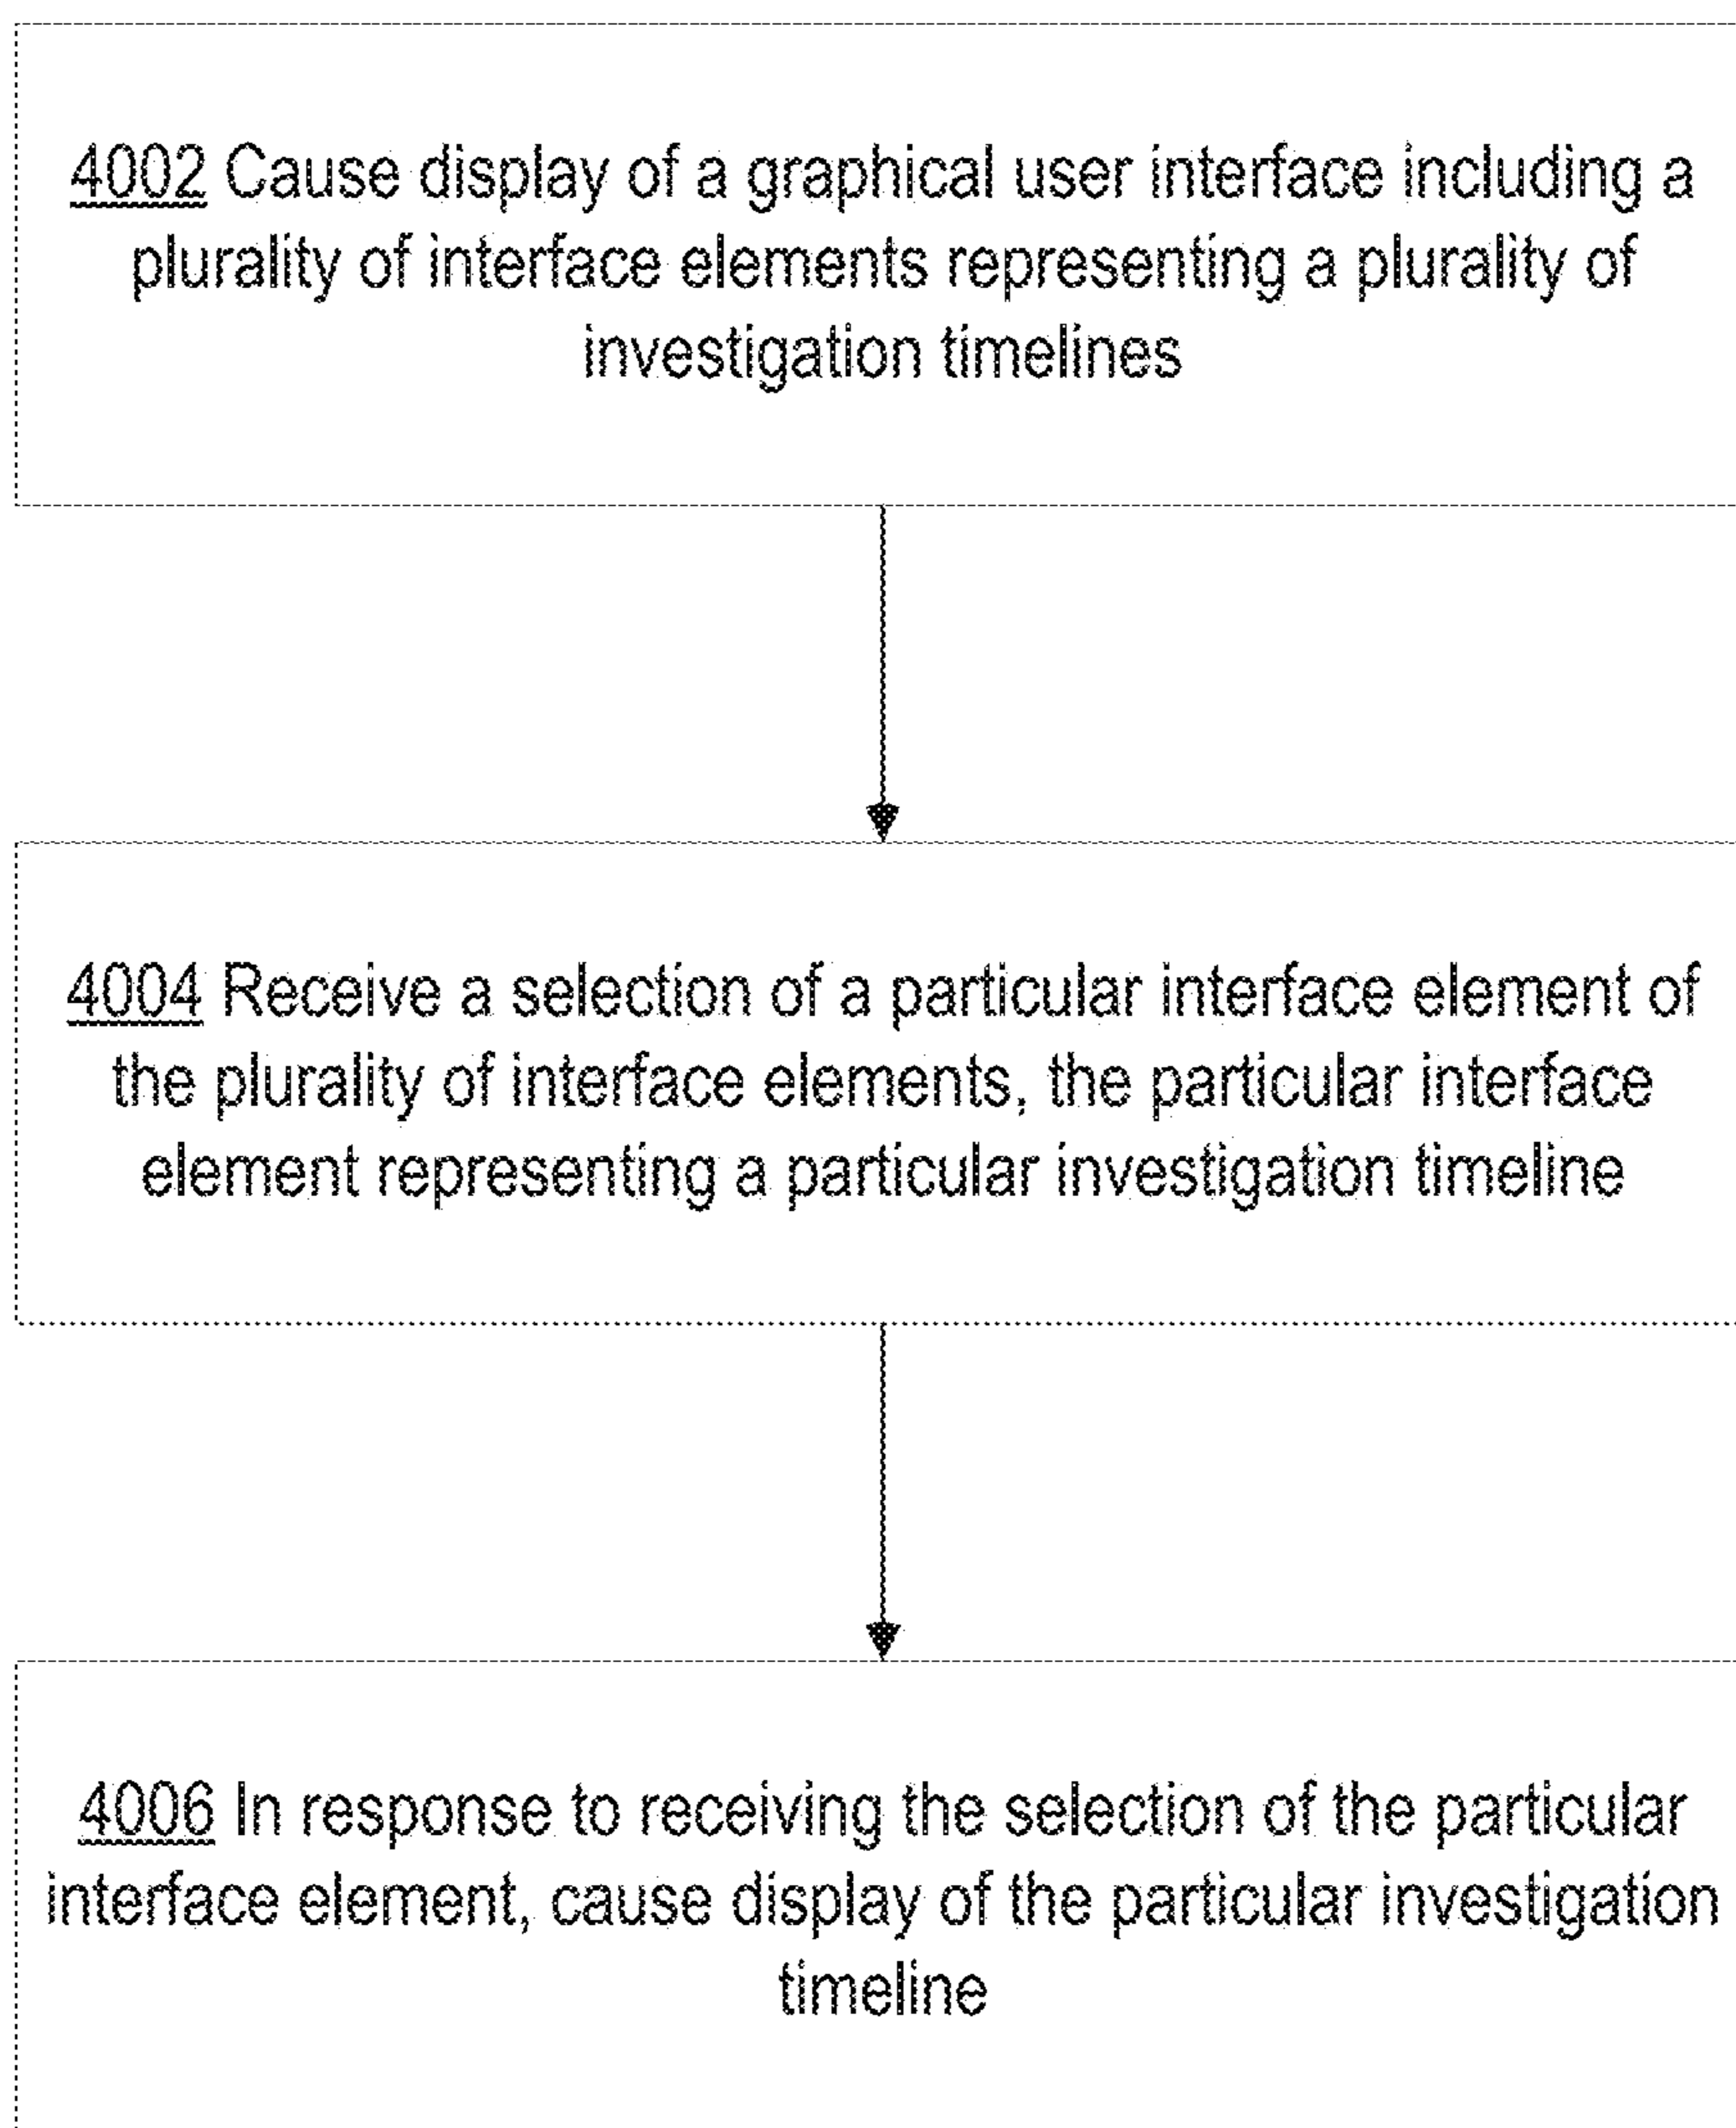 4002 Cause display of a graphical user interface including a
plurality of interface elements representing a plurality of
investigation timelines
4004 Receive a selection of a particular interface element of
the plurality of interface elements, the particular interface
element representing a particular investigation timeline
4006 In response to receiving the selection of the particular
interface element, cause display of the particular investigation
timeline